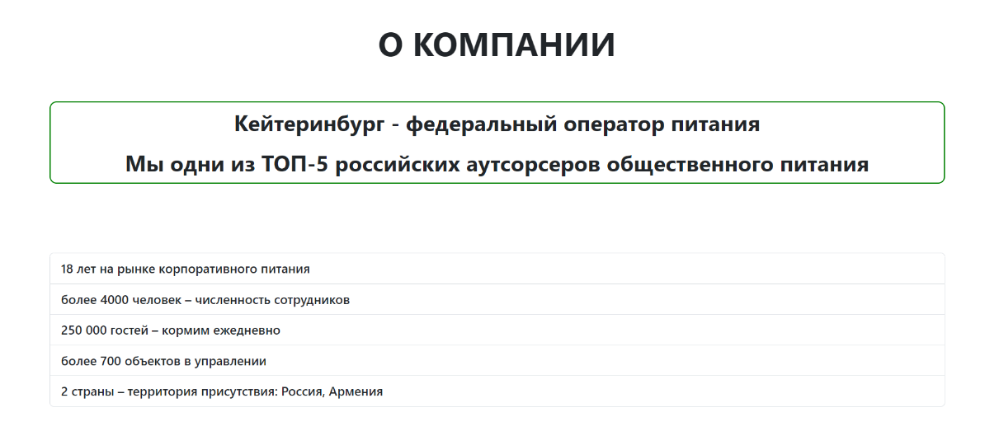 О КОМПАНИИ
Кейтеринбург - федеральный оператор питания
Мы одни из ТОП-5 российских аутсорсеров общественного питания
18 лет на рынке корпоративного питания
более 4000 человек – численность сотрудников
250 000 гостей – кормим ежедневно
более 700 объектов в управлении
2 страны – территория присутствия: Россия, Армения